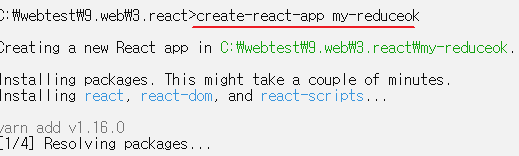 C:₩webtest₩9.web₩3.react>create-react-app my-reduceok
Creating a new React app in C:₩webtest₩9.web₩3.react₩my-reduceok.
Installing packages. This might take a couple of minutes.
Installing react, react-dom, and react-scripts...
yarn add v1.16.0
[1/4] Resolving packages...